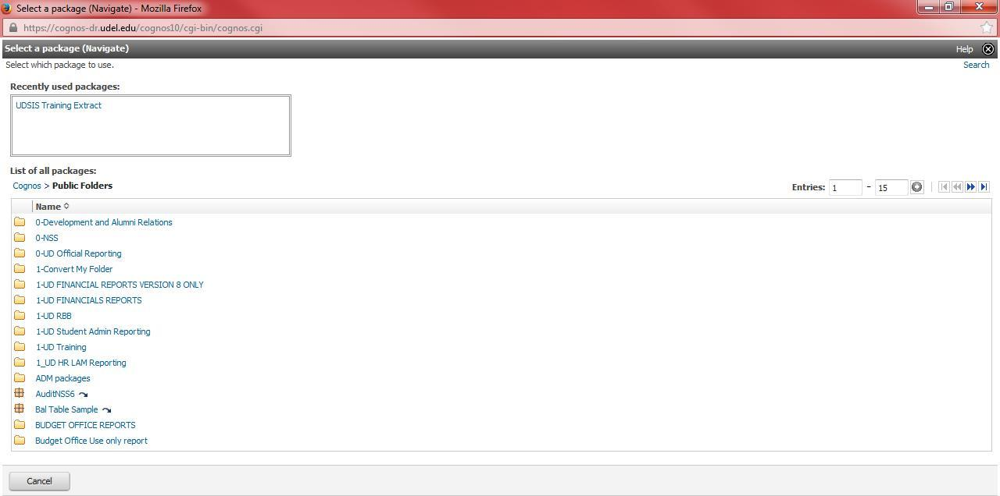 Select a package (Navigate) - Mozilla Firefox
https://cognos-dr.udel.edu/cognos10/cgi-bin/cognos.cgi
Select a package (Navigate) Help
Select which package to use. Search
Recently used packages:
UDSIS Training Extract
List of all packages:
Cognos > Public Folders Entries: 1 - 15
Name
0-Development and Alumni Relations
0-NSS
0-UD Official Reporting
1-Convert My Folder
1-UD FINANCIAL REPORTS VERSION 8 ONLY
1-UD FINANCIALS REPORTS
1-UD RBB
1-UD Student Admin Reporting
1-UD Training
1_UD HR LAM Reporting
ADM packages
AuditNSS6
Bal Table Sample
BUDGET OFFICE REPORTS
Budget Office Use only report
Cancel